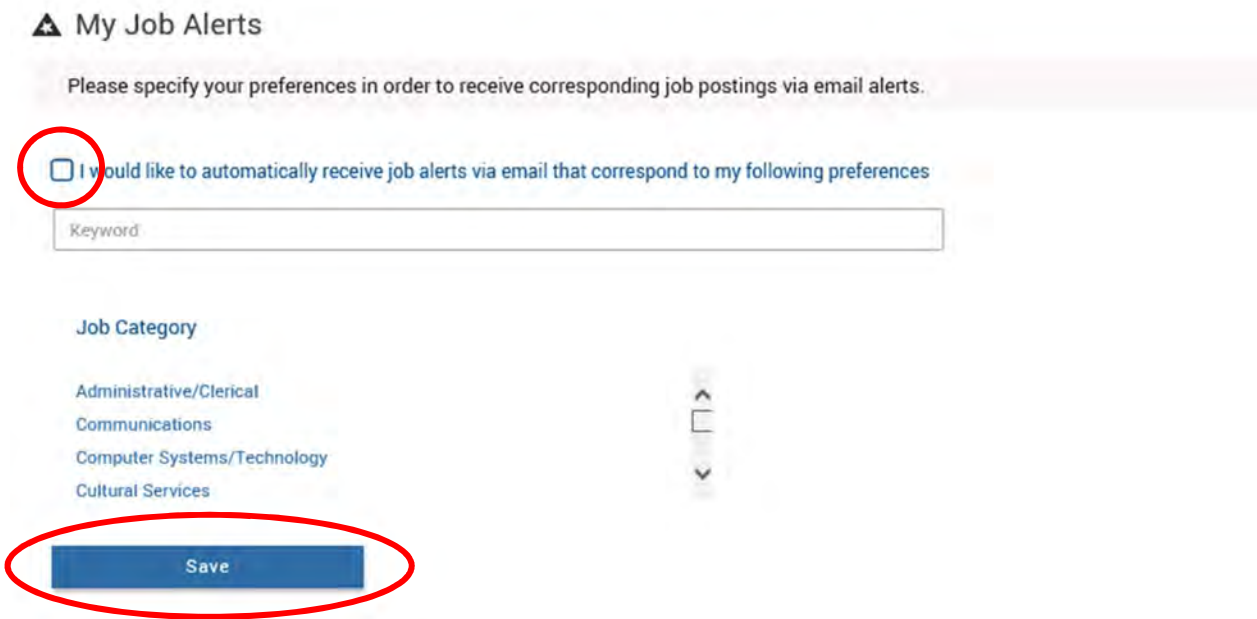 My Job Alerts
Please specify your preferences in order to receive corresponding job postings via email alerts.
I would like to automatically receive job alerts via email that correspond to my following preferences
Keyword
Job Category
Administrative/Clerical
Communications
Computer Systems/Technology
Cultural Services
Save